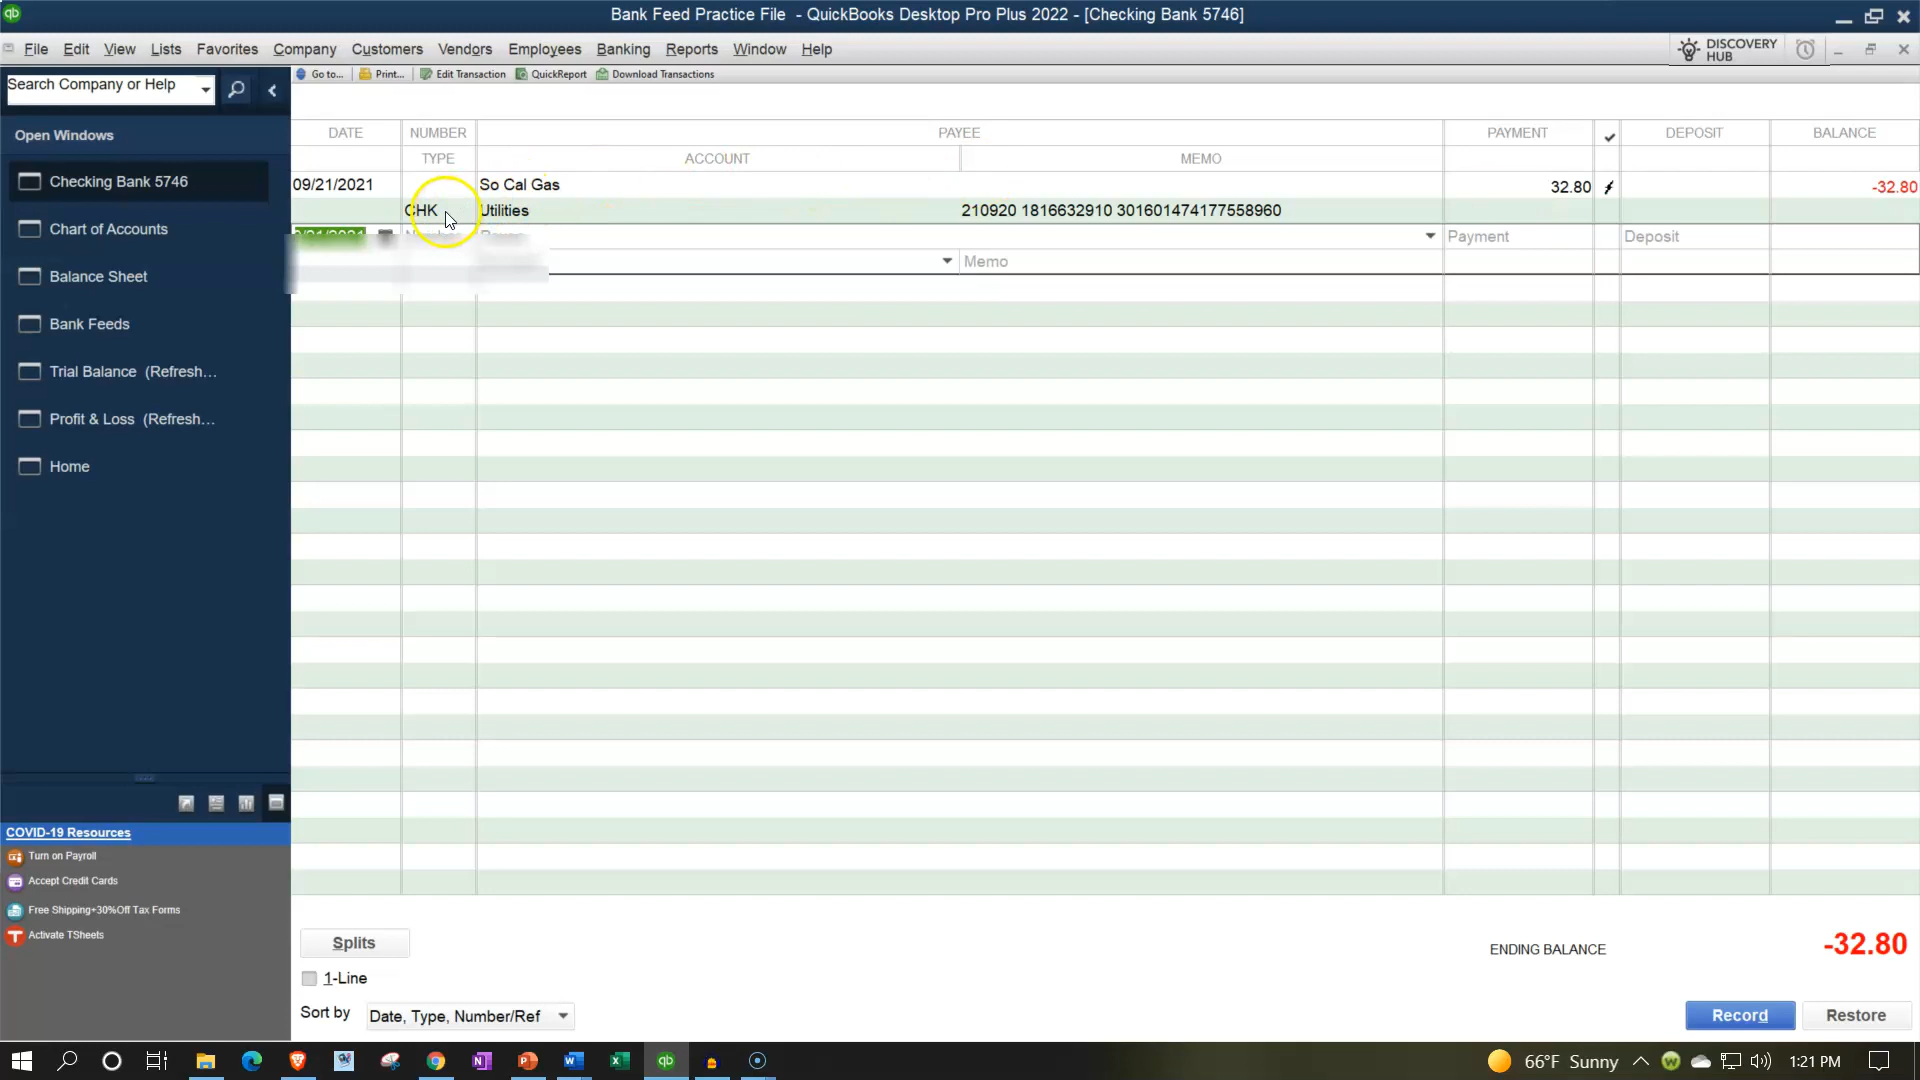 Bank Feed Practice File - QuickBooks Desktop Pro Plus 2022 - [Checking Bank 5746]
File Edit View Lists Favorites Company Customers Vendors Employees Banking Reports Window Help
DISCOVERY HUB
Search Company or Help
Go to... Print... Edit Transaction QuickReport Download Transactions
Open Windows
Checking Bank 5746
Chart of Accounts
Balance Sheet
Bank Feeds
Trial Balance (Refresh...
Profit & Loss (Refresh...
Home
COVID-19 Resources
Turn on Payroll
Accept Credit Cards
Free Shipping+30%Off Tax Forms
Activate TSheets
DATE NUMBER PAYEE PAYMENT ✓ DEPOSIT BALANCE
TYPE ACCOUNT MEMO
09/21/2021 So Cal Gas 32.80 -32.80
CHK Utilities 210920 1816632910 301601474177558960
Payment Deposit
Memo
Splits
1-Line
Sort by Date, Type, Number/Ref
ENDING BALANCE -32.80
Record Restore
66°F Sunny 1:21 PM